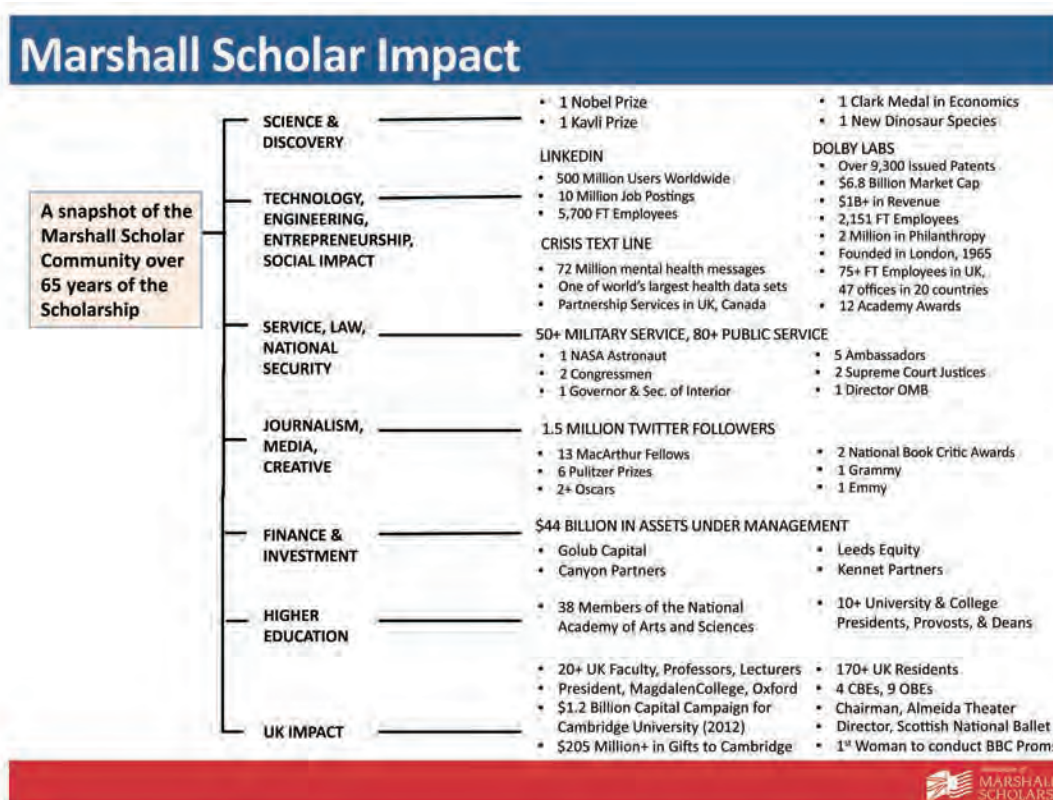 Marshall Scholar Impact
A snapshot of the
Marshall Scholar
Community over
65 years of the
Scholarship
SCIENCE &
DISCOVERY
• 1 Nobel Prize
• 1 Kavli Prize
• 1 Clark Medal in Economics
• 1 New Dinosaur Species
TECHNOLOGY,
ENGINEERING,
ENTREPRENEURSHIP,
SOCIAL IMPACT
LINKEDIN
• 500 Million Users Worldwide
• 10 Million Job Postings
• 5,700 FT Employees
CRISIS TEXT LINE
• 72 Million mental health messages
• One of world's largest health data sets
• Partnership Services in UK, Canada
DOLBY LABS
• Over 9,300 Issued Patents
• $6.8 Billion Market Cap
• $1B+ in Revenue
• 2,151 FT Employees
• 2 Million in Philanthropy
• Founded in London, 1965
• 75+ FT Employees in UK,
47 offices in 20 countries
• 12 Academy Awards
SERVICE, LAW,
NATIONAL
SECURITY
50+ MILITARY SERVICE, 80+ PUBLIC SERVICE
• 1 NASA Astronaut
• 2 Congressmen
• 1 Governor & Sec. of Interior
• 5 Ambassadors
• 2 Supreme Court Justices
• 1 Director OMB
JOURNALISM,
MEDIA,
CREATIVE
1.5 MILLION TWITTER FOLLOWERS
• 13 MacArthur Fellows
• 6 Pulitzer Prizes
• 2+ Oscars
• 2 National Book Critic Awards
• 1 Grammy
• 1 Emmy
FINANCE &
INVESTMENT
$44 BILLION IN ASSETS UNDER MANAGEMENT
• Golub Capital
• Canyon Partners
• Leeds Equity
• Kennet Partners
HIGHER
EDUCATION
• 38 Members of the National
Academy of Arts and Sciences
• 10+ University & College
Presidents, Provosts, & Deans
UK IMPACT
• 20+ UK Faculty, Professors, Lecturers
• President, MagdalenCollege, Oxford
• $1.2 Billion Capital Campaign for
Cambridge University (2012)
• $205 Million+ in Gifts to Cambridge
• 170+ UK Residents
• 4 CBEs, 9 OBEs
• Chairman, Almeida Theater
• Director, Scottish National Ballet
• 1st Woman to conduct BBC Prom
MARSHALL
SCHOLARS